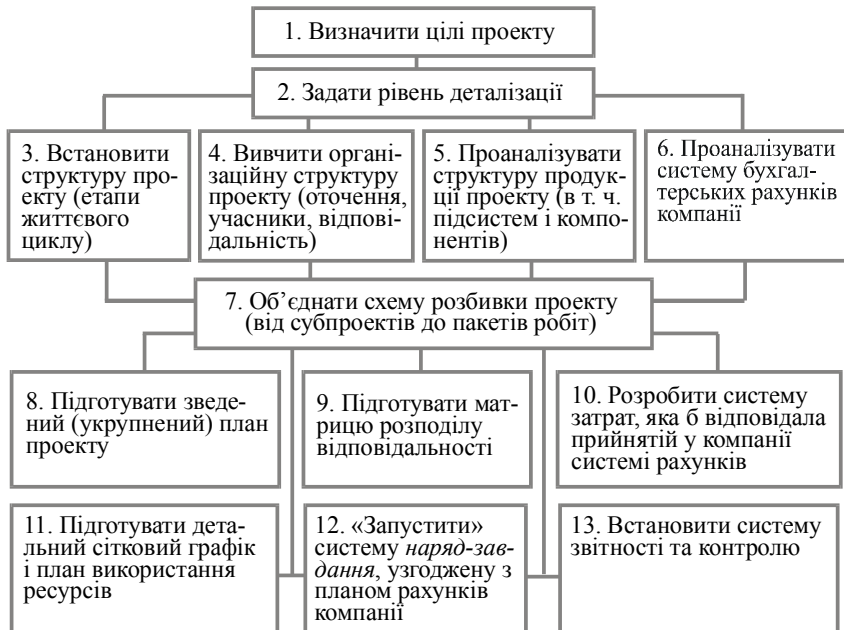 1. Визначити цілі проекту
2. Задати рівень деталізації
3. Встановити
структуру про-
екту (етапи
життєвого
циклу)
4. Вивчити органі-
заційну структуру
проекту (оточення,
учасники, відпові-
дальність)
5. Проаналізувати
структуру продук-
ції проекту (в т. ч.
підсистем і компо-
нентів)
6. Проаналізувати
систему бухгал-
терських рахунків
компанії
7. Об’єднати схему розбивки проекту
(від субпроектів до пакетів робіт)
8. Підготувати зведе-
ний (укрупнений) план
проекту
9. Підготувати мат-
рицю розподілу
відповідальності
10. Розробити систему
затрат, яка б відповідала
прийнятій у компанії
системі рахунків
11. Підготувати дета-
льний сітковий графік
і план використання
ресурсів
12. «Запустити»
систему наряд-зав-
дання, узгоджену з
планом рахунків
компанії
13. Встановити систему
звітності та контролю